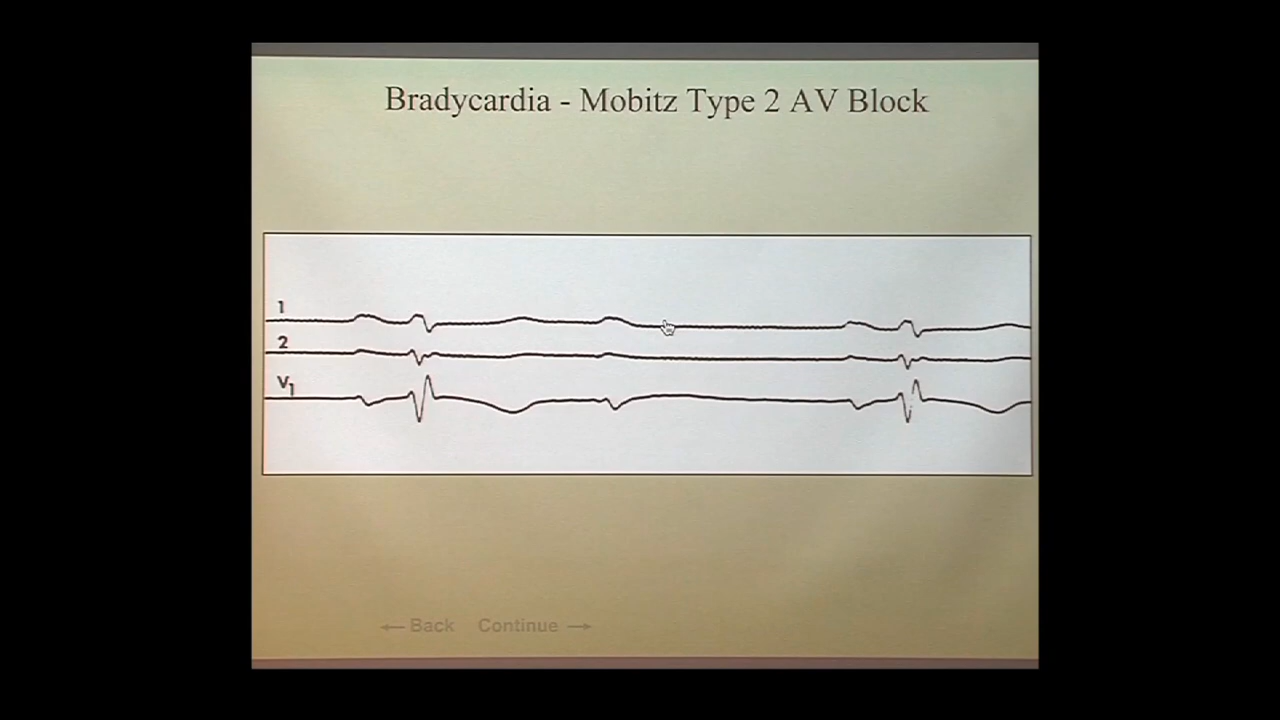 Bradycardia - Mobitz Type 2 AV Block
1
2
V1
← Back Continue →